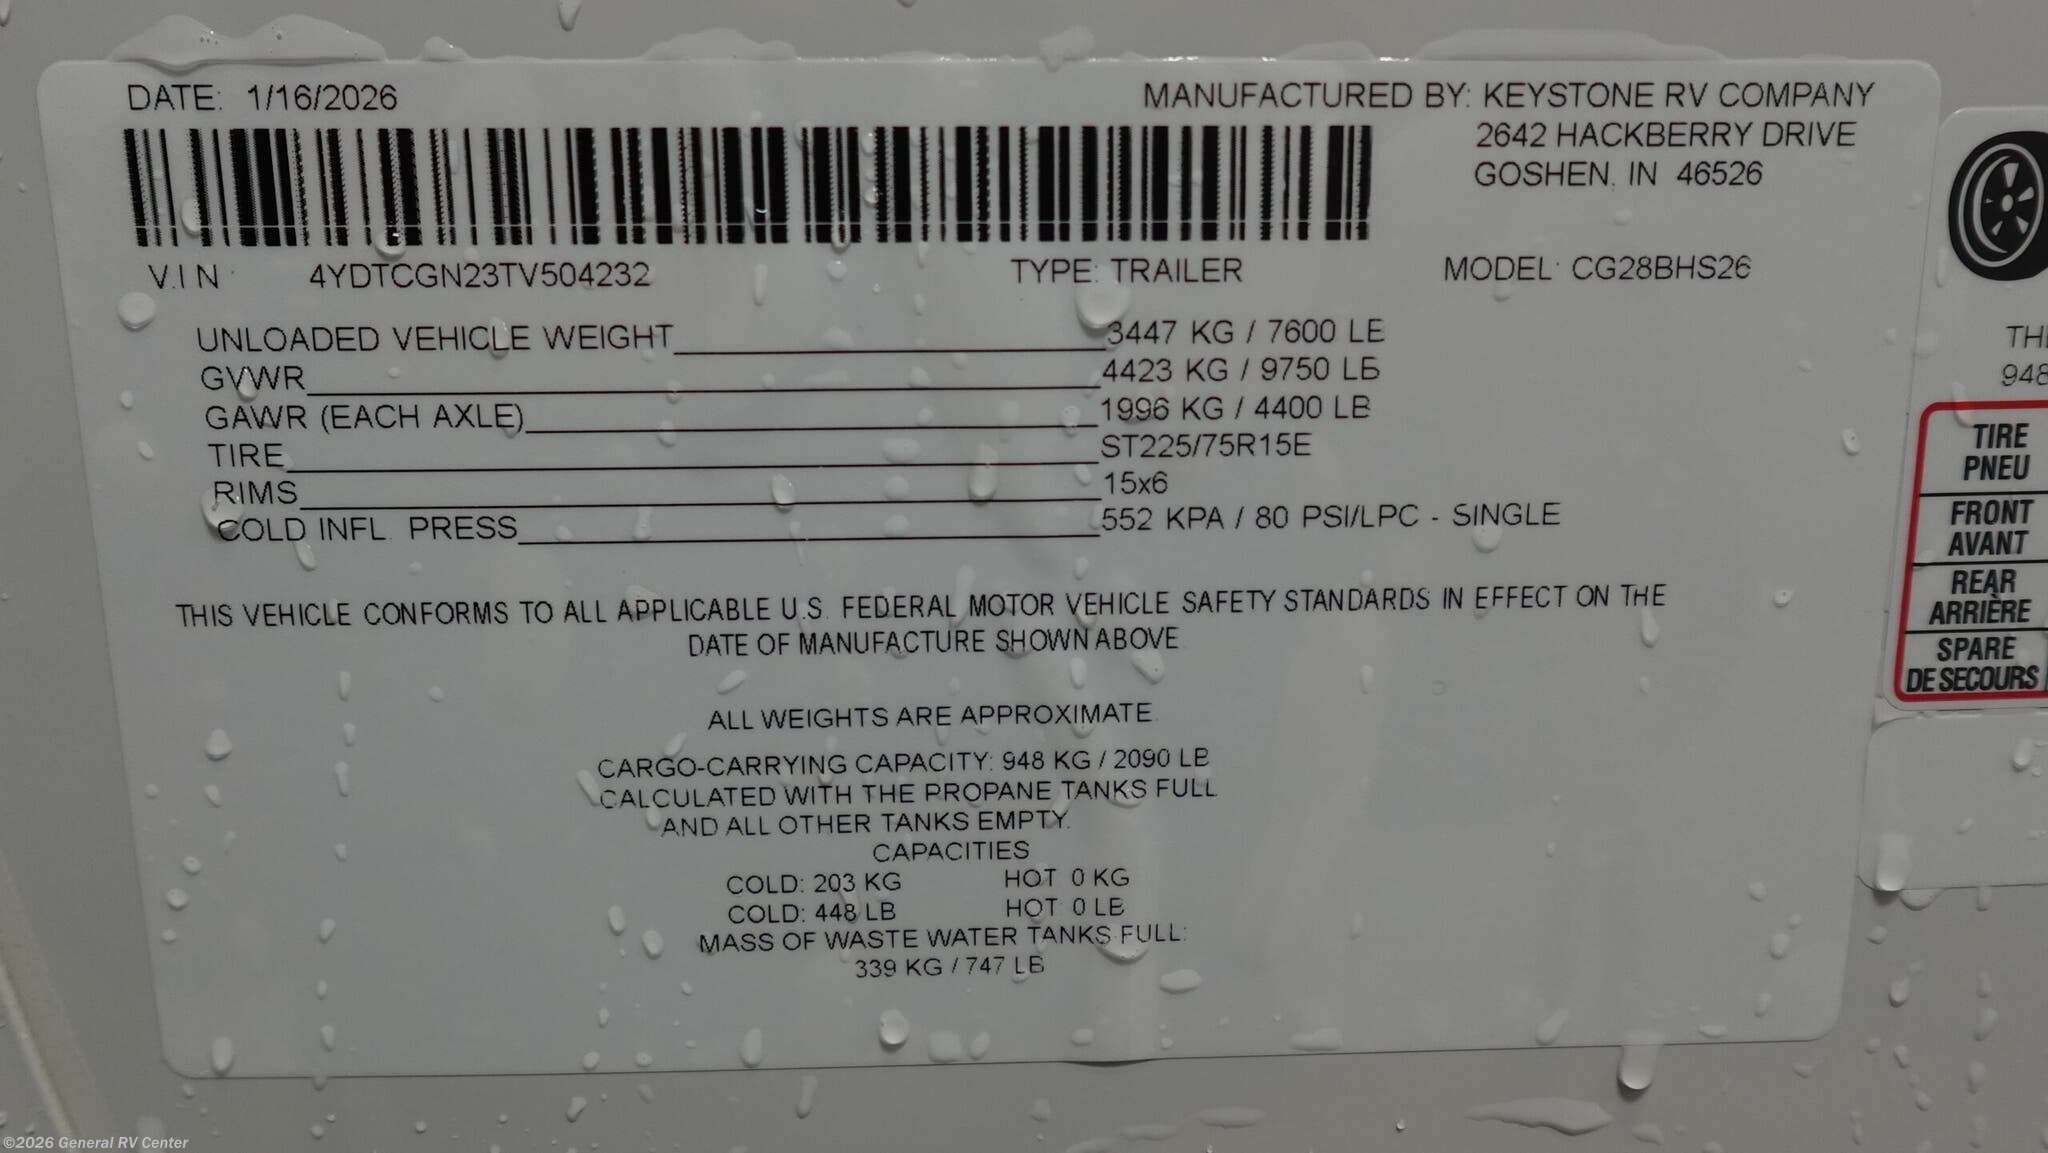 DATE: 1/16/2026
MANUFACTURED BY: KEYSTONE RV COMPANY
2642 HACKBERRY DRIVE
GOSHEN, IN 46526
V.I.N 4YDTCGN23TV504232
TYPE: TRAILER
MODEL: CG28BHS26
UNLOADED VEHICLE WEIGHT 3447 KG / 7600 LB
GVWR 4423 KG / 9750 LB
GAWR (EACH AXLE) 1996 KG / 4400 LB
TIRE ST225/75R15E
RIMS 15x6
COLD INFL. PRESS 552 KPA / 80 PSI/LPC - SINGLE
THIS VEHICLE CONFORMS TO ALL APPLICABLE U.S. FEDERAL MOTOR VEHICLE SAFETY STANDARDS IN EFFECT ON THE
DATE OF MANUFACTURE SHOWN ABOVE
ALL WEIGHTS ARE APPROXIMATE.
CARGO-CARRYING CAPACITY: 948 KG / 2090 LB
CALCULATED WITH THE PROPANE TANKS FULL
AND ALL OTHER TANKS EMPTY.
CAPACITIES
COLD: 203 KG HOT 0 KG
COLD: 448 LB HOT 0 LB
MASS OF WASTE WATER TANKS FULL:
339 KG / 747 LB
948
TIRE
PNEU
FRONT
AVANT
REAR
ARRIÈRE
SPARE
DE SECOURS
©2026 General RV Center